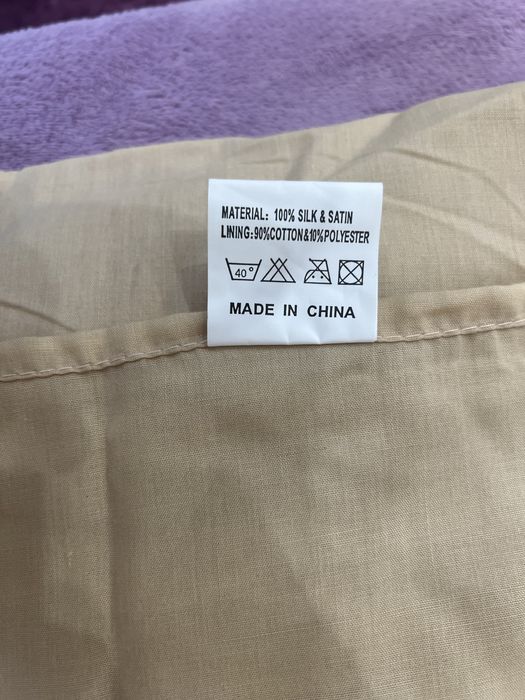 MATERIAL: 100% SILK & SATIN
LINING:90%COTTON&10%POLYESTER
40°
MADE IN CHINA